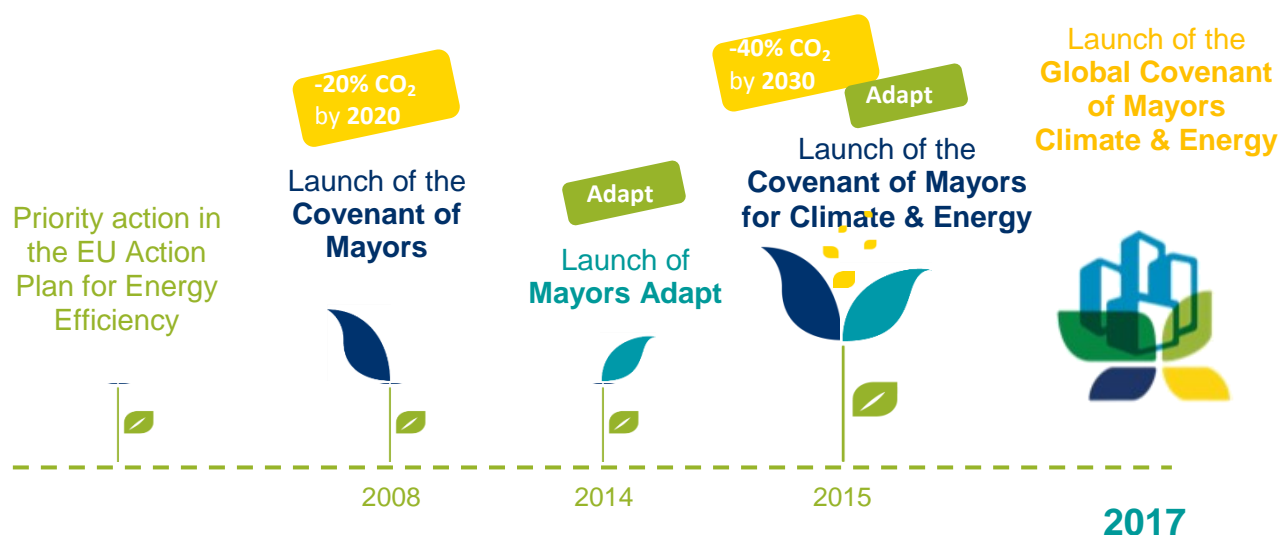 Priority action in
the EU Action
Plan for Energy
Efficiency
-20% CO₂
by 2020
Launch of the
Covenant of
Mayors
2008
Adapt
Launch of
Mayors Adapt
2014
-40% CO₂
by 2030
Adapt
Launch of the
Covenant of Mayors
for Climate & Energy
2015
Launch of the
Global Covenant
of Mayors
Climate & Energy
2017